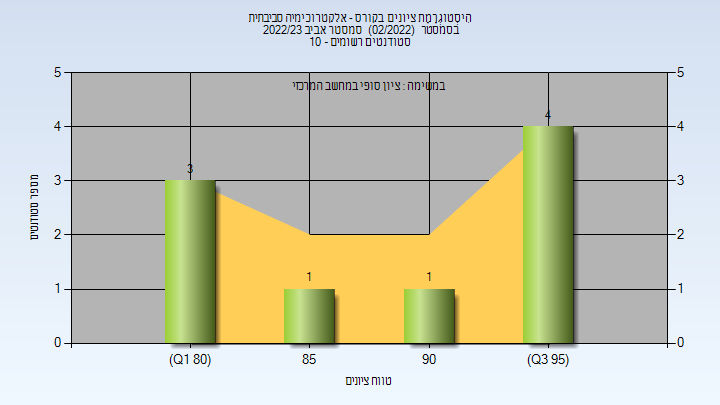 היסטוגרמת ציונים בקורס - אלקטרוכימיה סביבתית
בסמסטר (02/2022) סמסטר אביב 2022/23
סטודנטים רשומים - 10
במשימה : ציון סופי במחשב המרכזי
מספר סטודנטים
5
4
3
2
1
0
5
4
3
2
1
0
3
1
1
4
(Q1 80)
85
90
(Q3 95)
טווח ציונים